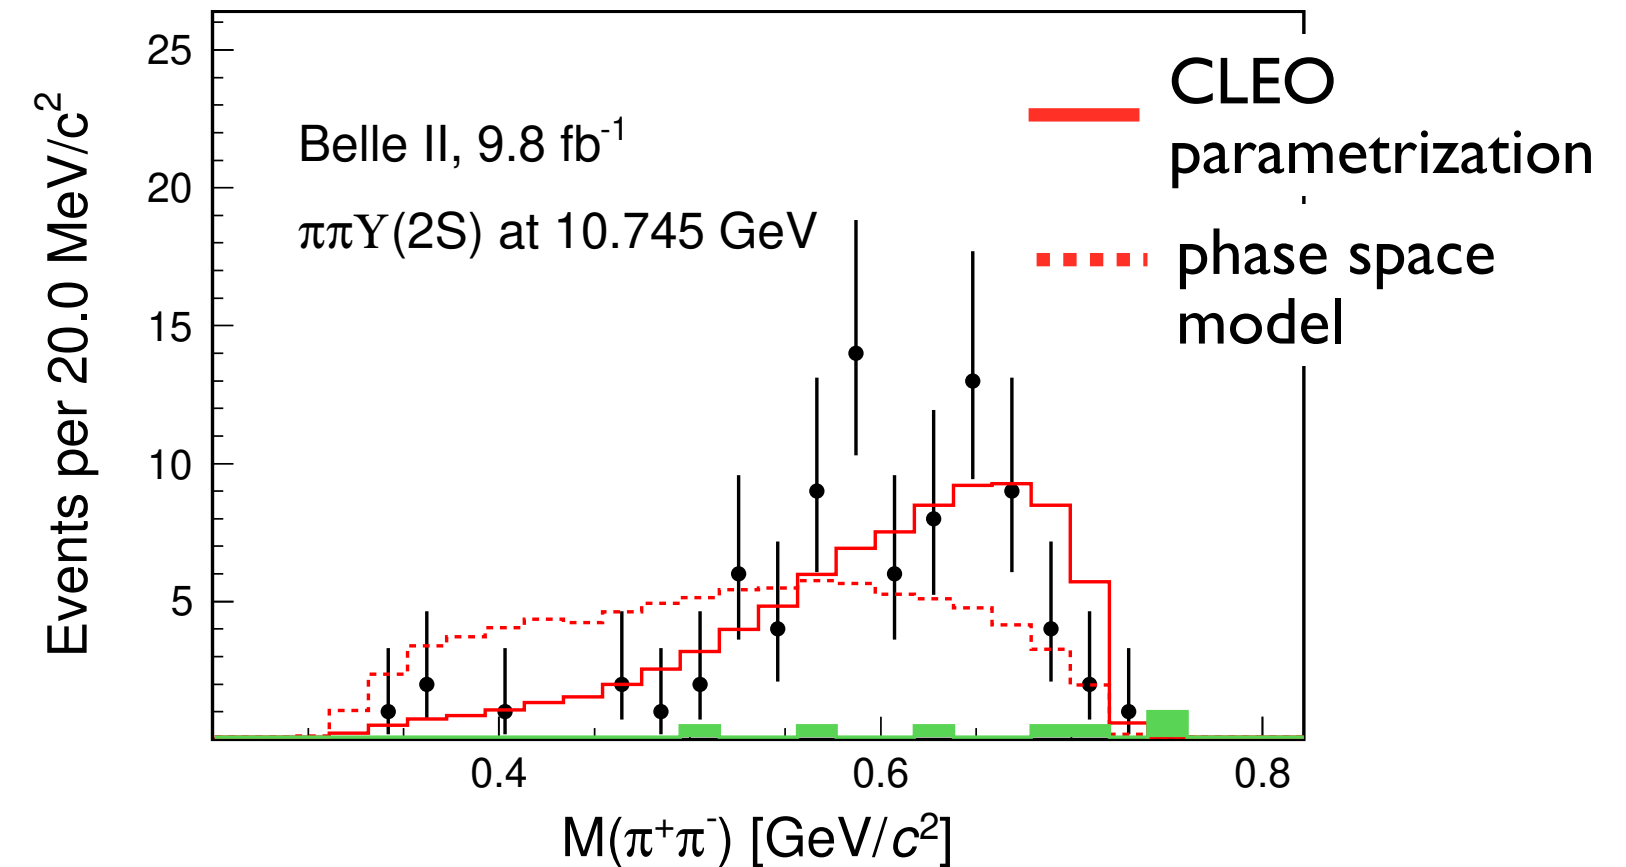 Events per 20.0 MeV/c²
25
20
15
10
5
Belle II, 9.8 fb⁻¹
ππΥ(2S) at 10.745 GeV
CLEO
parametrization
phase space
model
0.4
0.6
0.8
M(π⁺π⁻) [GeV/c²]